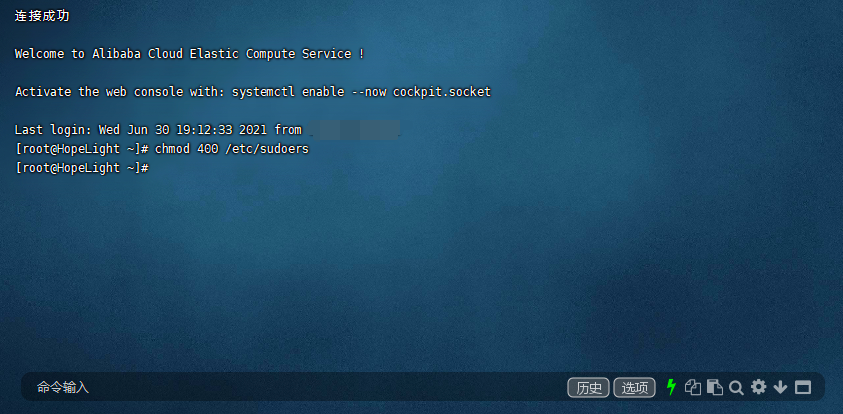 连接成功
Welcome to Alibaba Cloud Elastic Compute Service !
Activate the web console with: systemctl enable --now cockpit.socket
Last login: Wed Jun 30 19:12:33 2021 from
[root@HopeLight ~]# chmod 400 /etc/sudoers
[root@HopeLight ~]#
命令输入 历史 选项